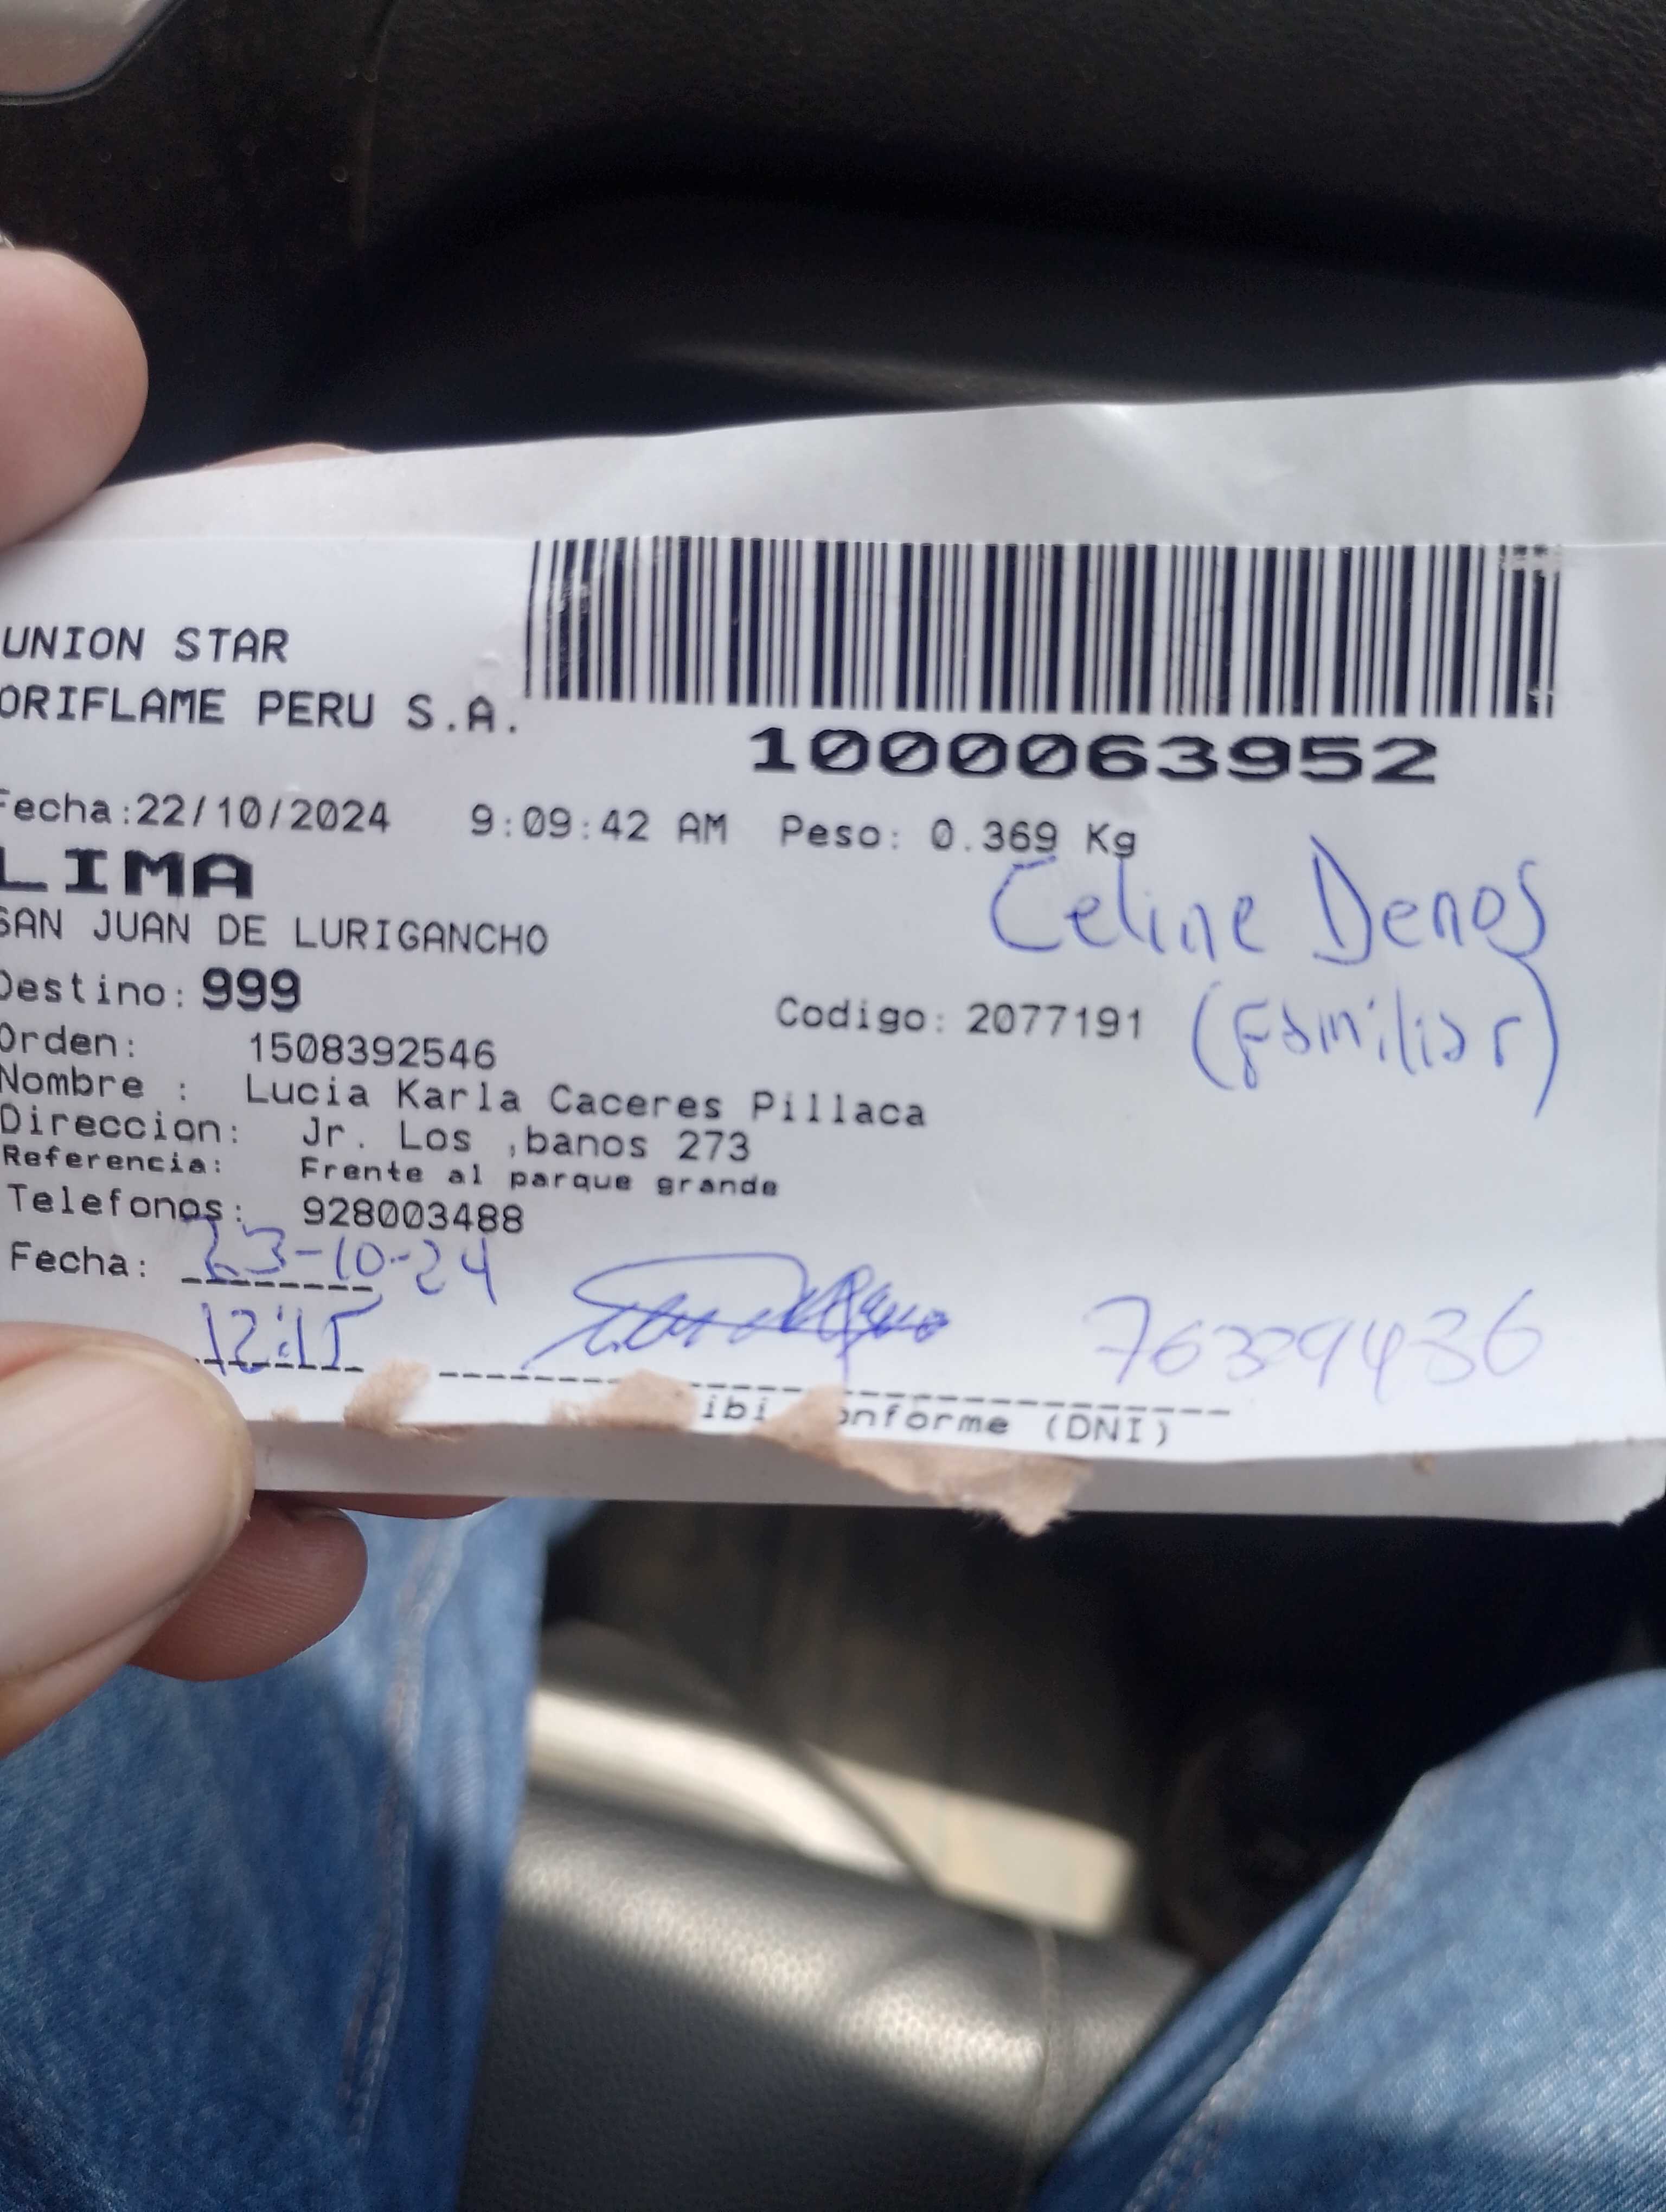 UNION STAR
ORIFLAME PERU S.A.
1000063952
Fecha:22/10/2024 9:09:42 AM Peso: 0.369 Kg
LIMA
SAN JUAN DE LURIGANCHO
Celine Denos
(Familiar)
Destino: 999
Codigo: 2077191
Orden: 1508392546
Nombre : Lucia Karla Caceres Pillaca
Direccion: Jr. Los ,banos 273
Referencia: Frente al parque grande
Telefonos: 928003488
Fecha: 23-10-24
12:15
ibi onforme (DNI)